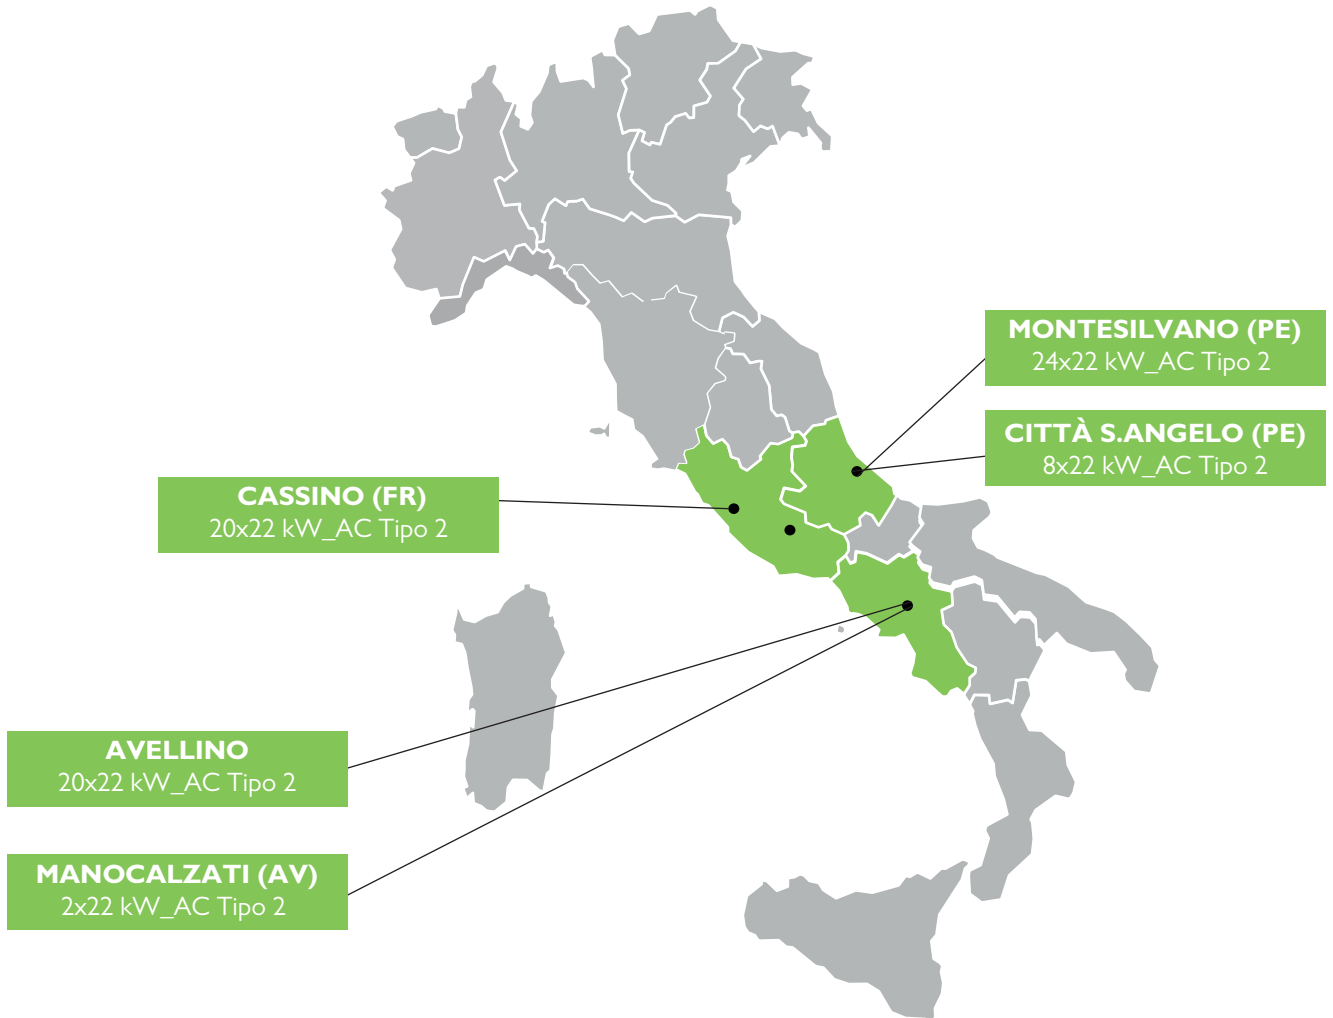 MONTESILVANO (PE)
24x22 kW_AC Tipo 2
CITTÀ S.ANGELO (PE)
8x22 kW_AC Tipo 2
CASSINO (FR)
20x22 kW_AC Tipo 2
AVELLINO
20x22 kW_AC Tipo 2
MANOCALZATI (AV)
2x22 kW_AC Tipo 2